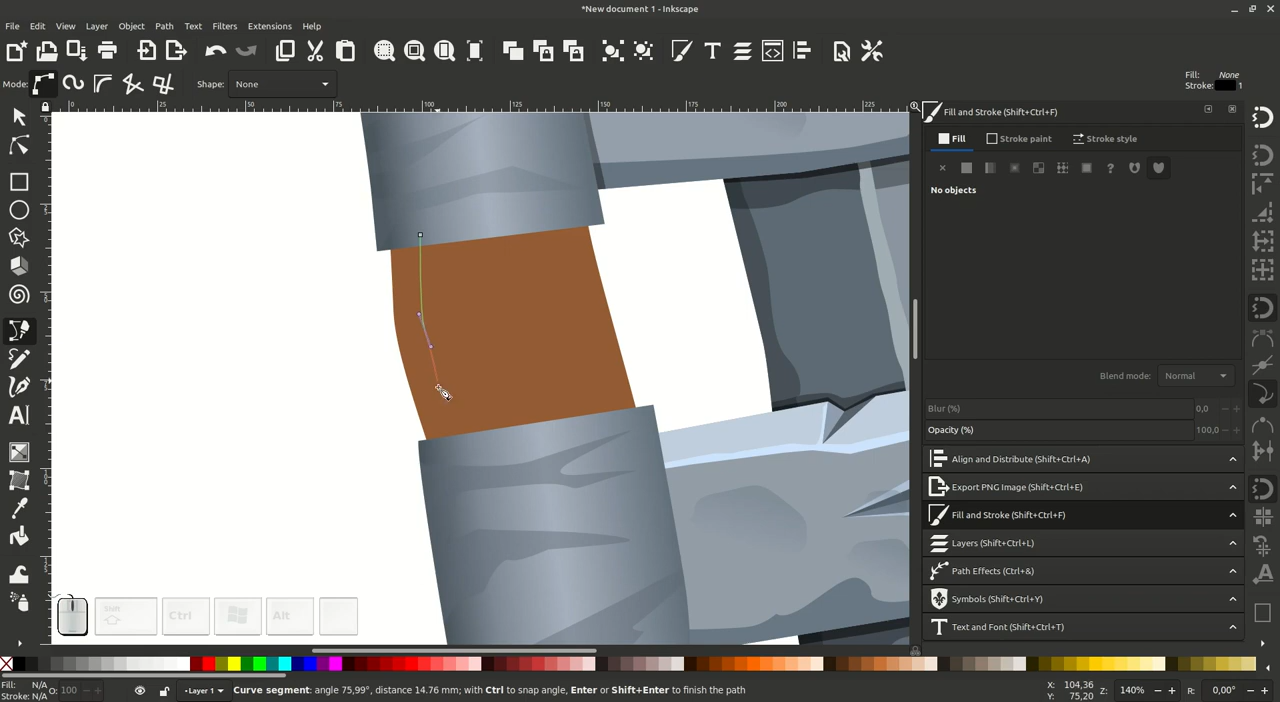 *New document 1 - Inkscape
File Edit View Layer Object Path Text Filters Extensions Help
Mode: Shape: None
Fill: None
Stroke: 1
0 25 50 75 100 125 150 175 200 225
Fill and Stroke (Shift+Ctrl+F)
Fill Stroke paint Stroke style
?
No objects
Blend mode: Normal
Blur (%) 0,0 − +
Opacity (%) 100,0 − +
Align and Distribute (Shift+Ctrl+A)
Export PNG Image (Shift+Ctrl+E)
Fill and Stroke (Shift+Ctrl+F)
Layers (Shift+Ctrl+L)
Path Effects (Ctrl+&)
Symbols (Shift+Ctrl+Y)
Text and Font (Shift+Ctrl+T)
Shift Ctrl Alt
Fill: N/A
Stroke: N/A
O: 100 − +
•Layer 1
Curve segment: angle 75,99°, distance 14.76 mm; with Ctrl to snap angle, Enter or Shift+Enter to finish the path
X: 104,36
Y: 75,20
Z: 140% − +
R: 0,00° − +